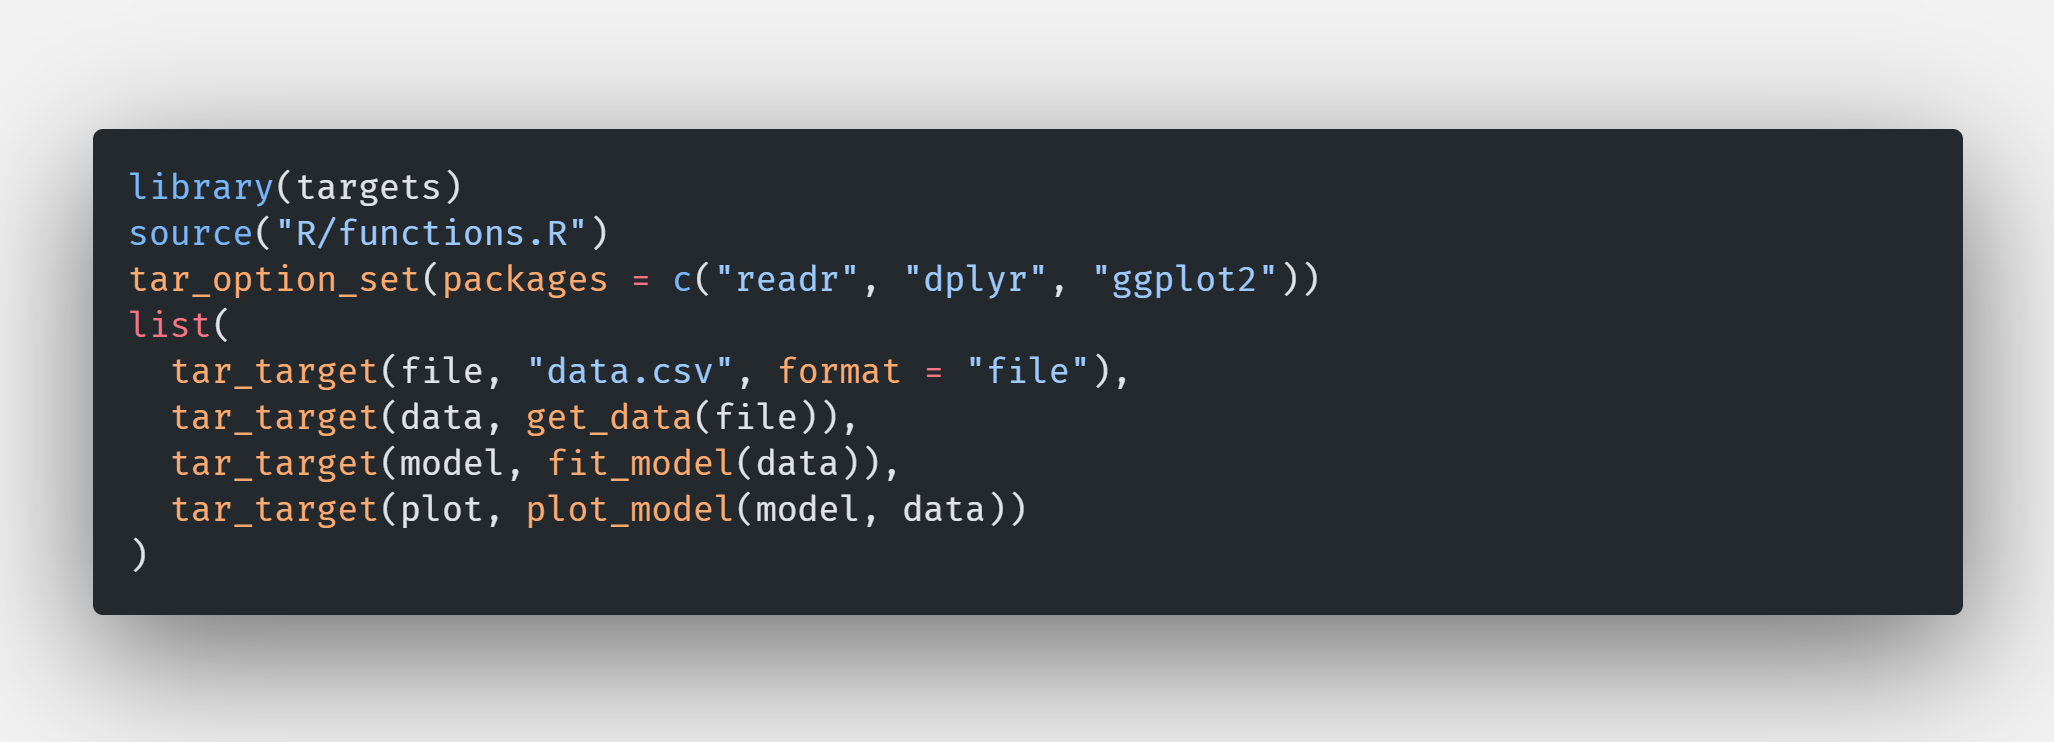 library(targets)
source("R/functions.R")
tar_option_set(packages = c("readr", "dplyr", "ggplot2"))
list(
  tar_target(file, "data.csv", format = "file"),
  tar_target(data, get_data(file)),
  tar_target(model, fit_model(data)),
  tar_target(plot, plot_model(model, data))
)